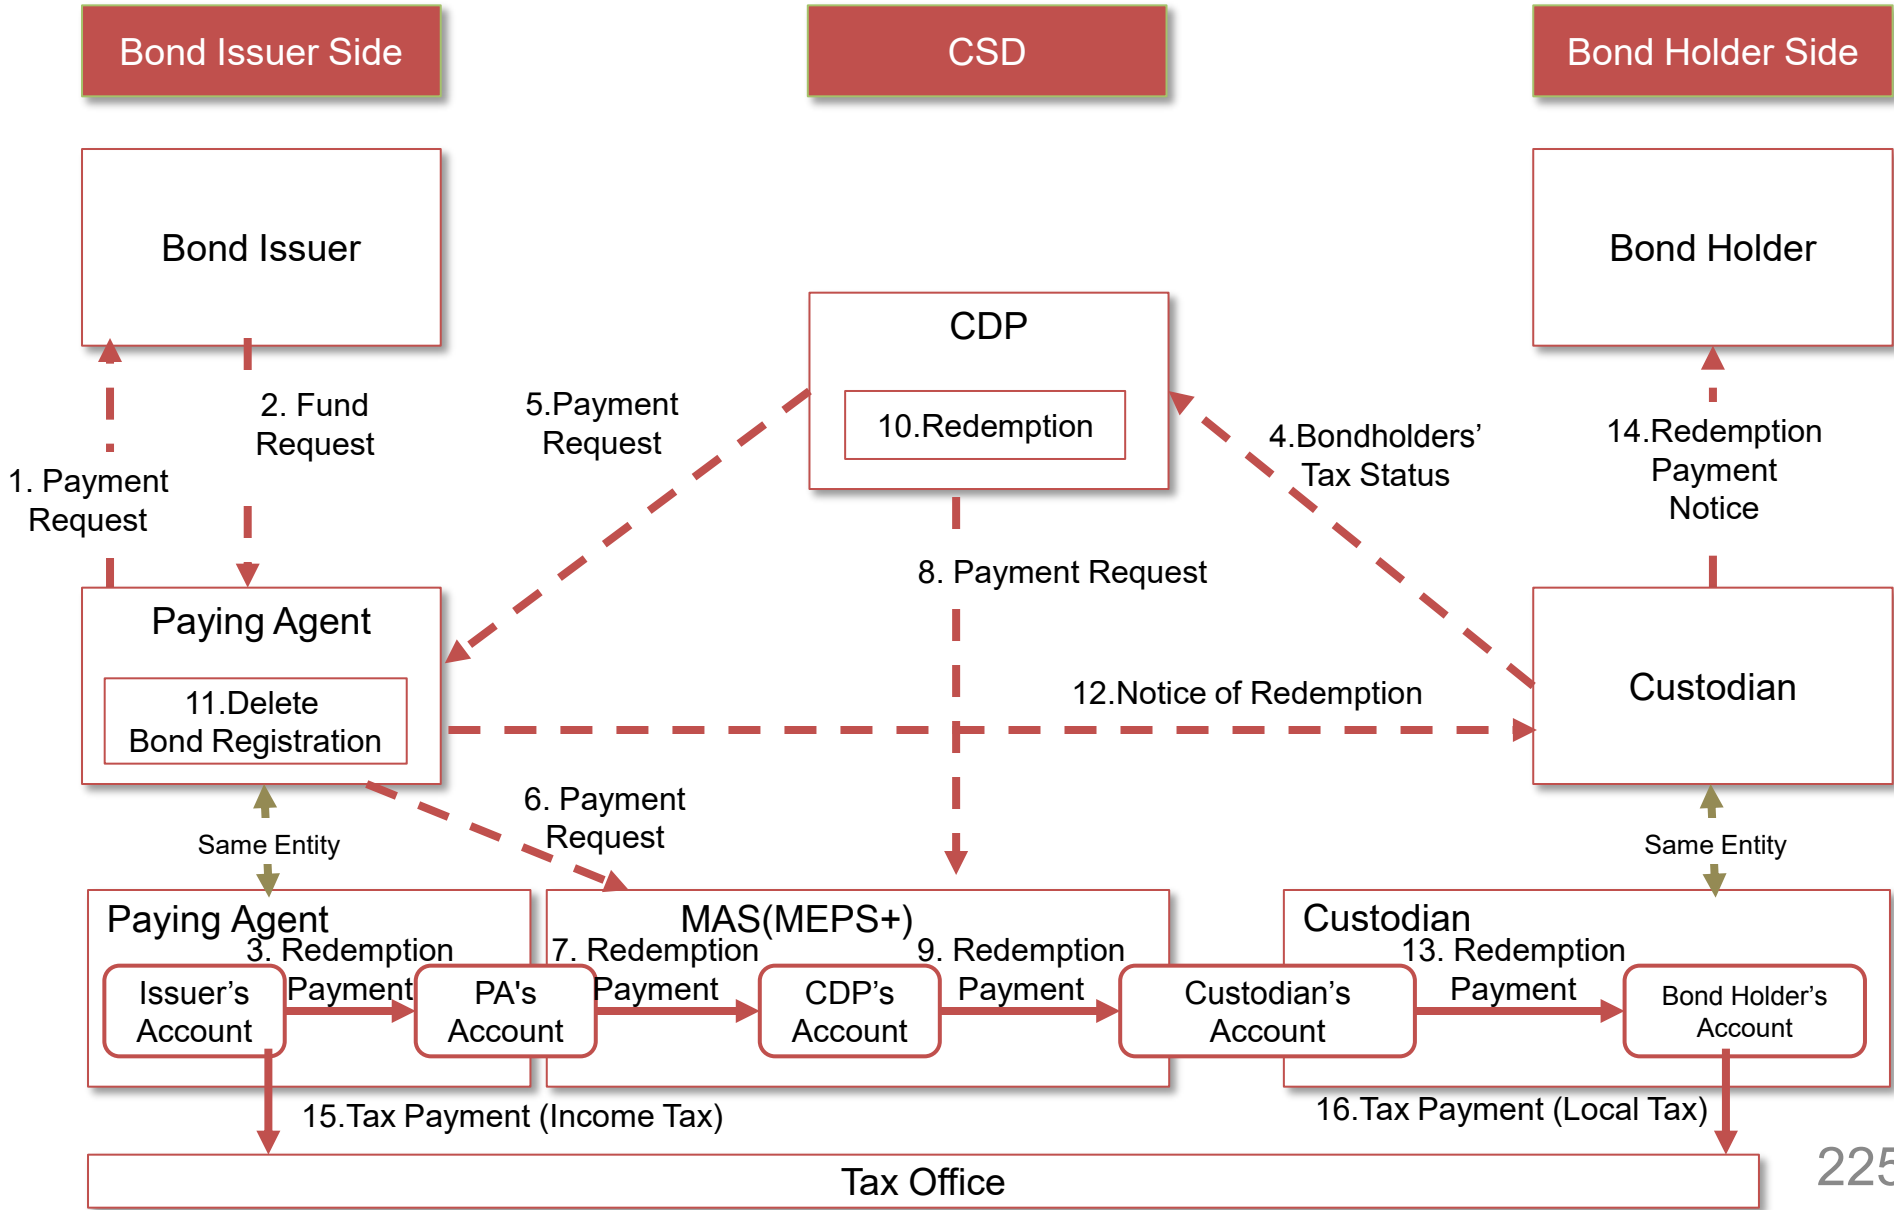 Bond Issuer Side
CSD
Bond Holder Side
Bond Issuer
Bond Holder
CDP
10.Redemption
2. Fund
Request
5.Payment
Request
4.Bondholders’
Tax Status
14.Redemption
Payment
Notice
1. Payment
Request
8. Payment Request
Paying Agent
11.Delete
Bond Registration
12.Notice of Redemption
Custodian
6. Payment
Request
Same Entity
Same Entity
Paying Agent
MAS(MEPS+)
Custodian
3. Redemption
Payment
7. Redemption
Payment
9. Redemption
Payment
13. Redemption
Payment
Issuer’s
Account
PA's
Account
CDP’s
Account
Custodian’s
Account
Bond Holder’s
Account
15.Tax Payment (Income Tax)
16.Tax Payment (Local Tax)
Tax Office
225